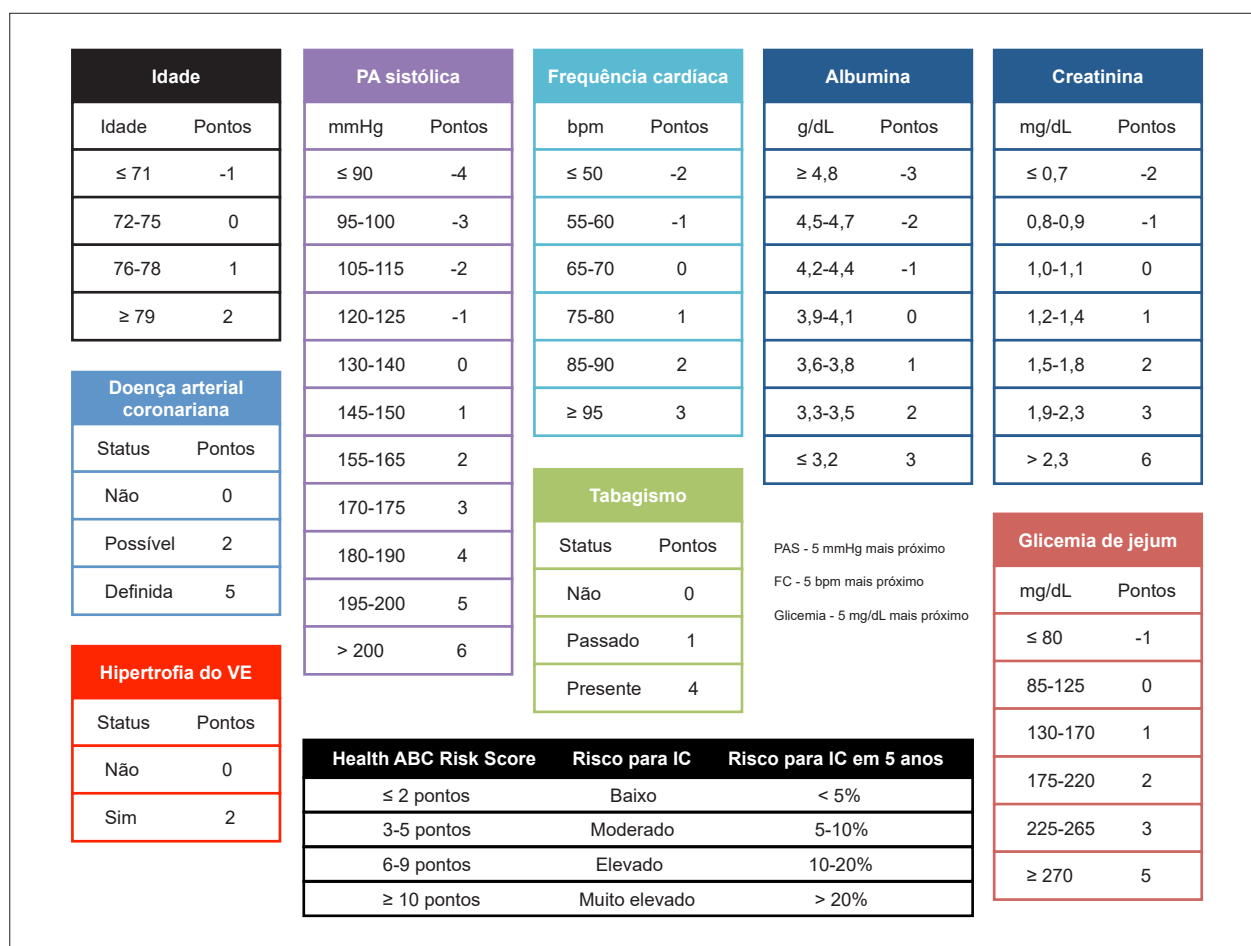 Idade
Idade Pontos
≤ 71 -1
72-75 0
76-78 1
≥ 79 2
Doença arterial
coronariana
Status Pontos
Não 0
Possível 2
Definida 5
Hipertrofia do VE
Status Pontos
Não 0
Sim 2
PA sistólica
mmHg Pontos
≤ 90 -4
95-100 -3
105-115 -2
120-125 -1
130-140 0
145-150 1
155-165 2
170-175 3
180-190 4
195-200 5
> 200 6
Frequência cardíaca
bpm Pontos
≤ 50 -2
55-60 -1
65-70 0
75-80 1
85-90 2
≥ 95 3
Tabagismo
Status Pontos
Não 0
Passado 1
Presente 4
Albumina
g/dL Pontos
≥ 4,8 -3
4,5-4,7 -2
4,2-4,4 -1
3,9-4,1 0
3,6-3,8 1
3,3-3,5 2
≤ 3,2 3
PAS - 5 mmHg mais próximo
FC - 5 bpm mais próximo
Glicemia - 5 mg/dL mais próximo
Creatinina
mg/dL Pontos
≤ 0,7 -2
0,8-0,9 -1
1,0-1,1 0
1,2-1,4 1
1,5-1,8 2
1,9-2,3 3
> 2,3 6
Glicemia de jejum
mg/dL Pontos
≤ 80 -1
85-125 0
130-170 1
175-220 2
225-265 3
≥ 270 5
Health ABC Risk Score Risco para IC Risco para IC em 5 anos
≤ 2 pontos Baixo < 5%
3-5 pontos Moderado 5-10%
6-9 pontos Elevado 10-20%
≥ 10 pontos Muito elevado > 20%